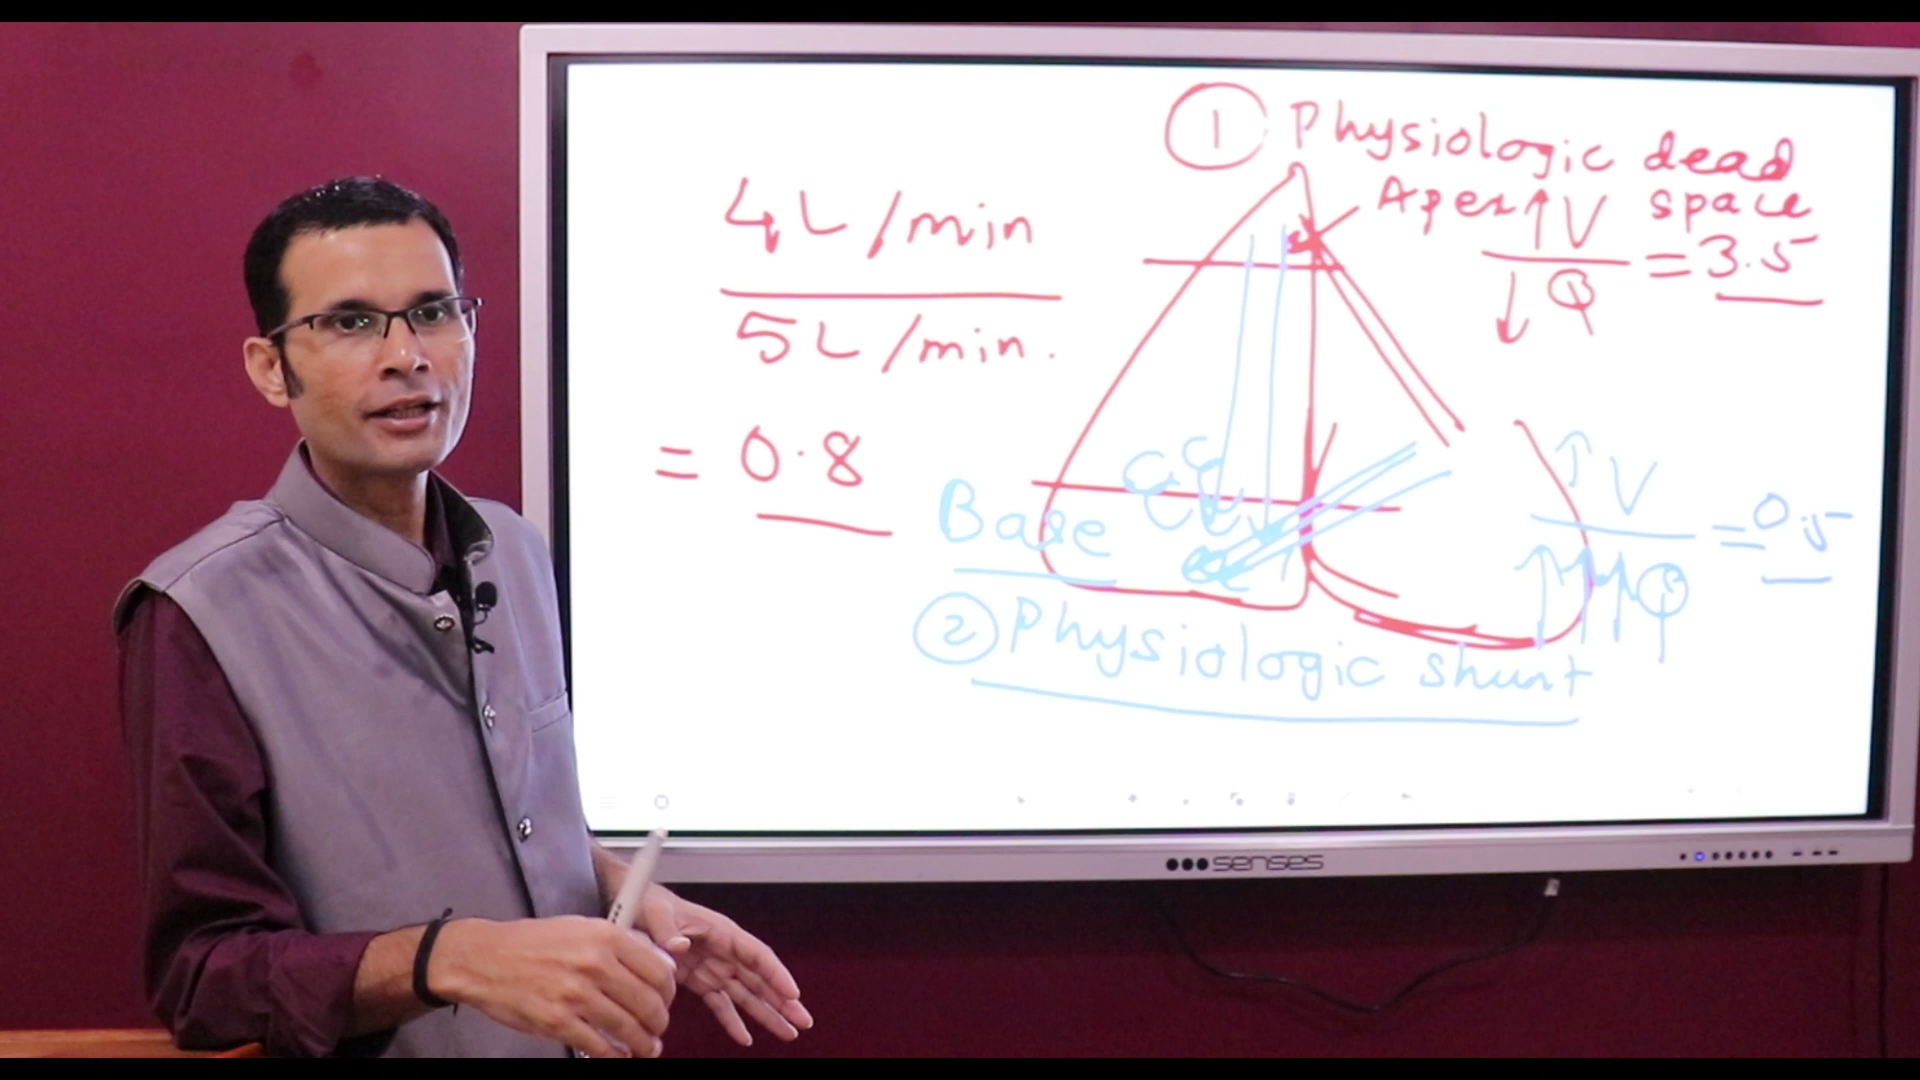 ① Physiologic dead space
Apex ↑V / ↓Q = 3.5
4L/min
5L/min.
= 0.8
Base
↑V / ↑↑↑Q = 0.5
② Physiologic shunt
senses